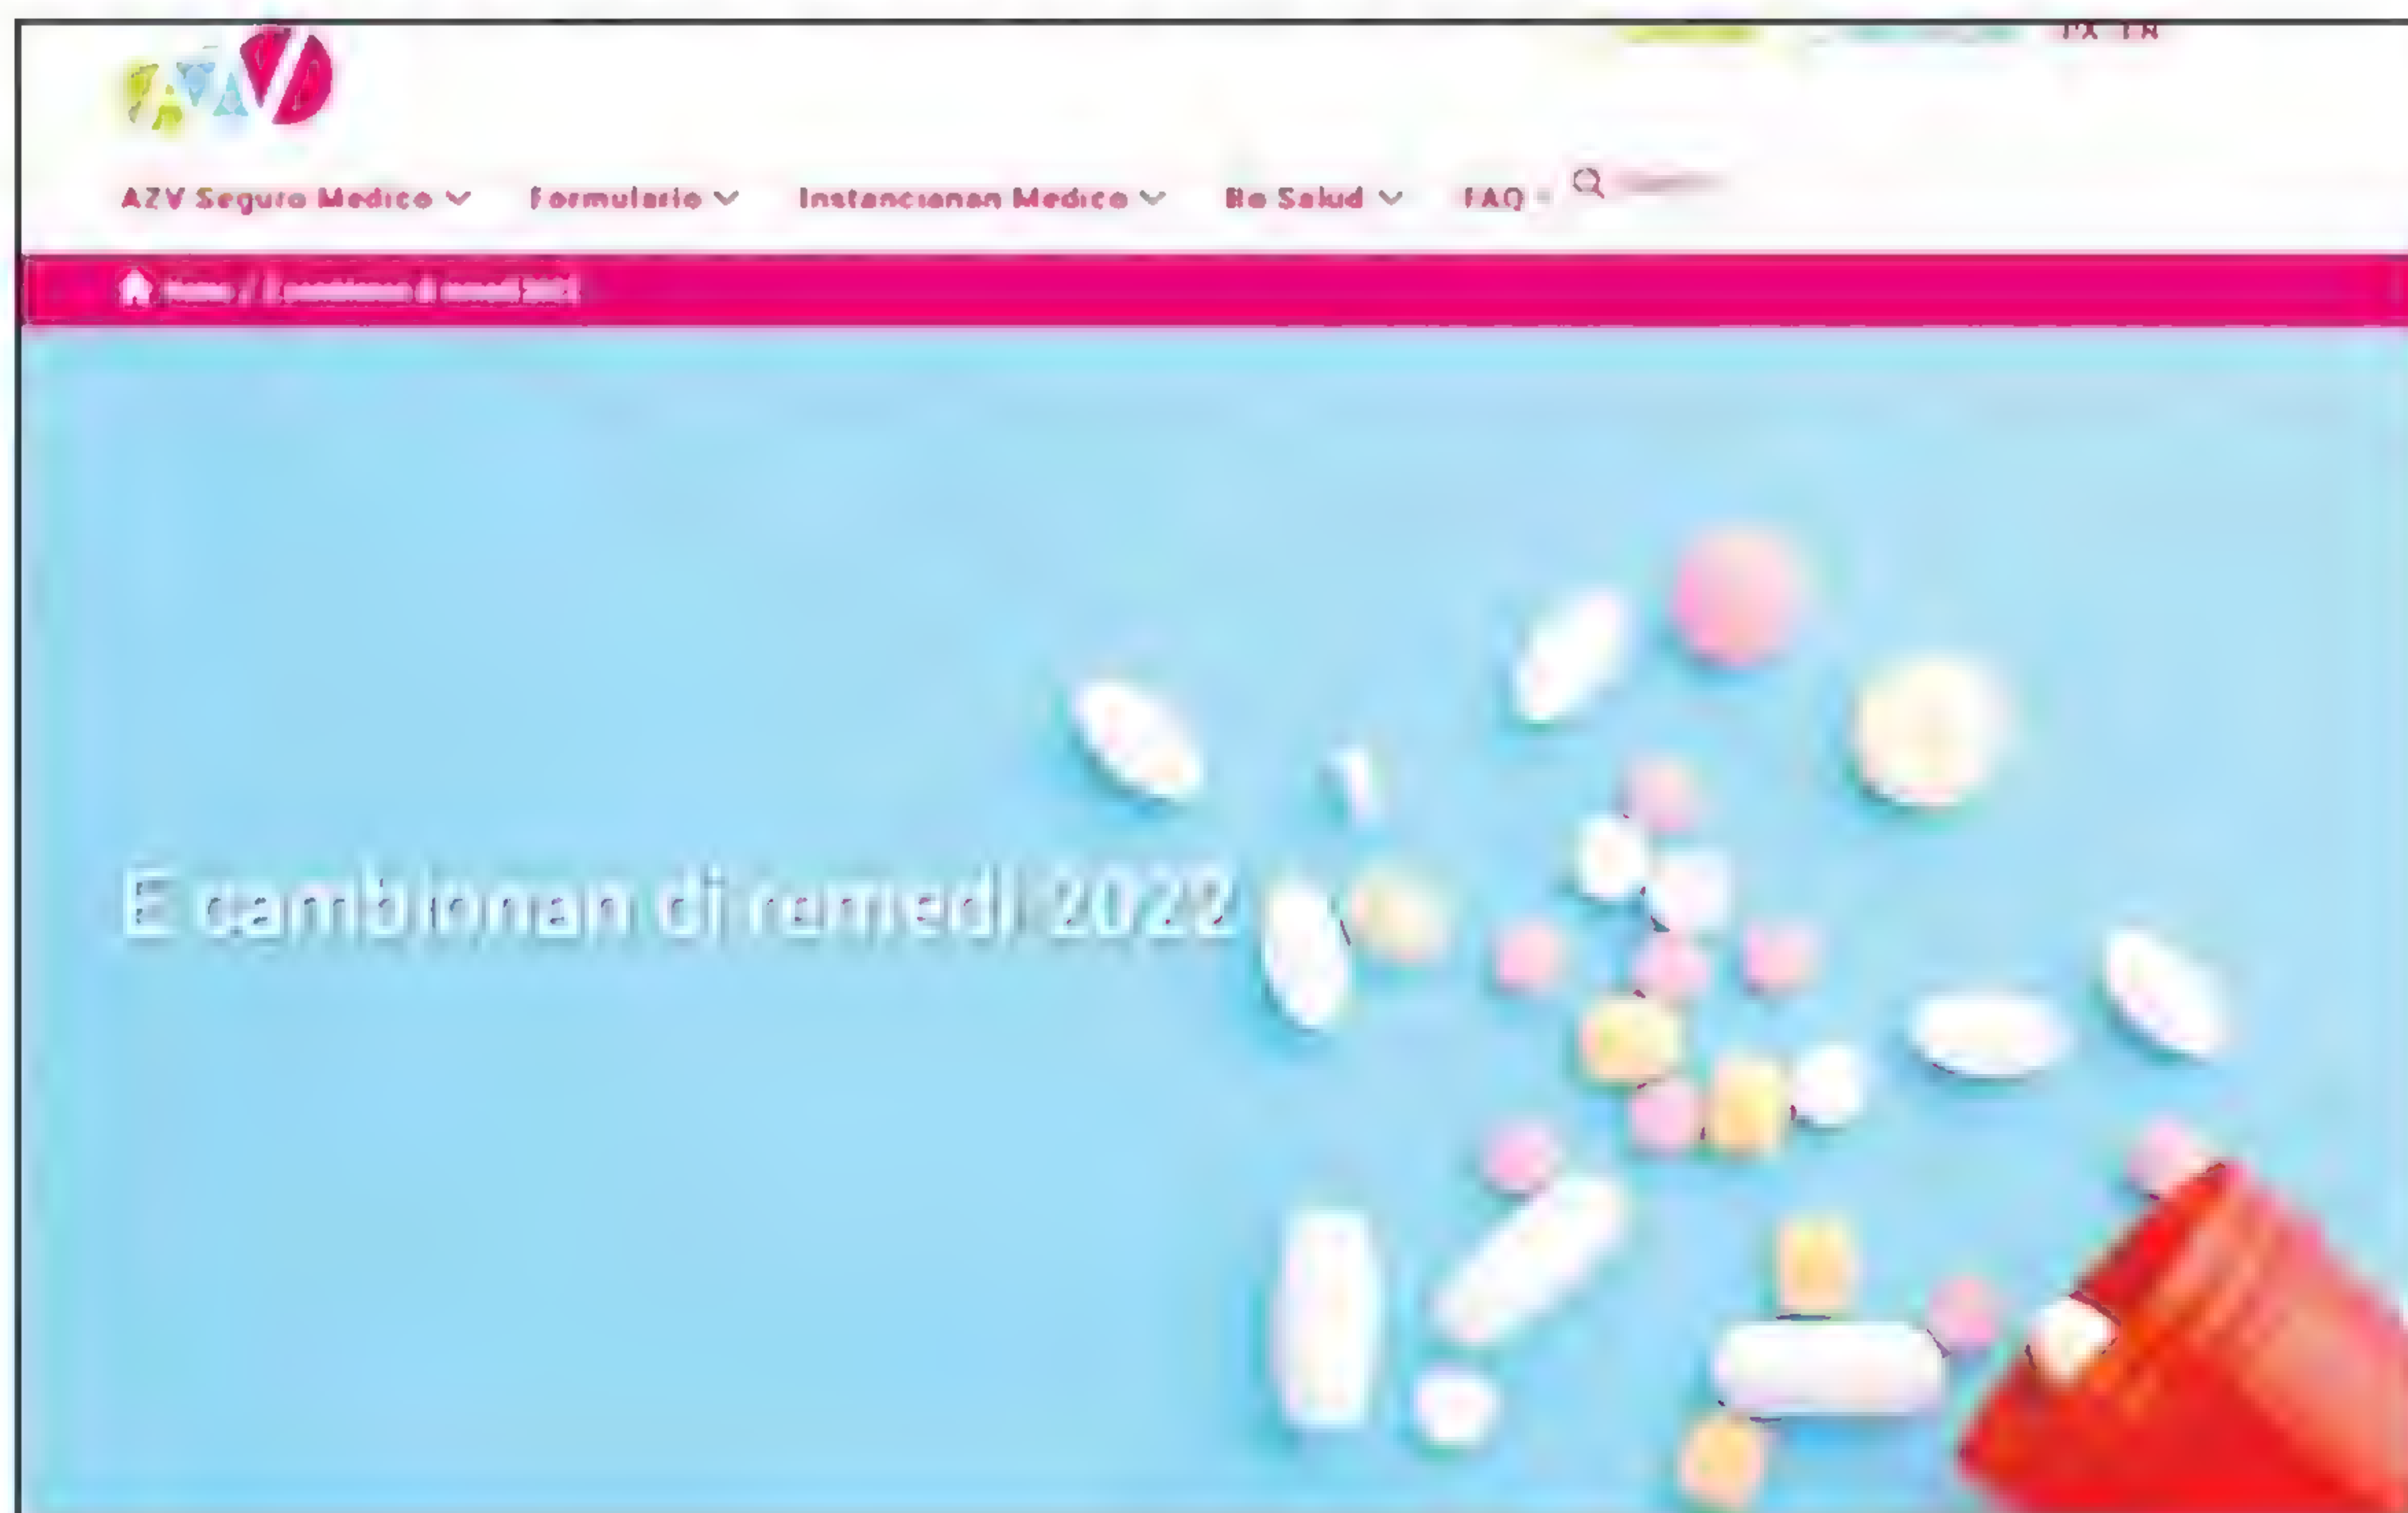 AZV Seguro Medico Formulario Instancianan Medico Bo Salud FAQ
E cambionan di remedi 2022